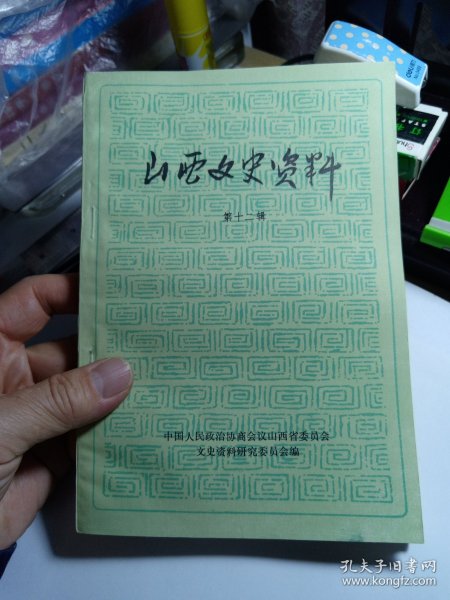 山西文史资料
第十二辑
中国人民政治协商会议山西省委员会
文史资料研究委员会编
孔夫子旧书网
www.kongfz.com